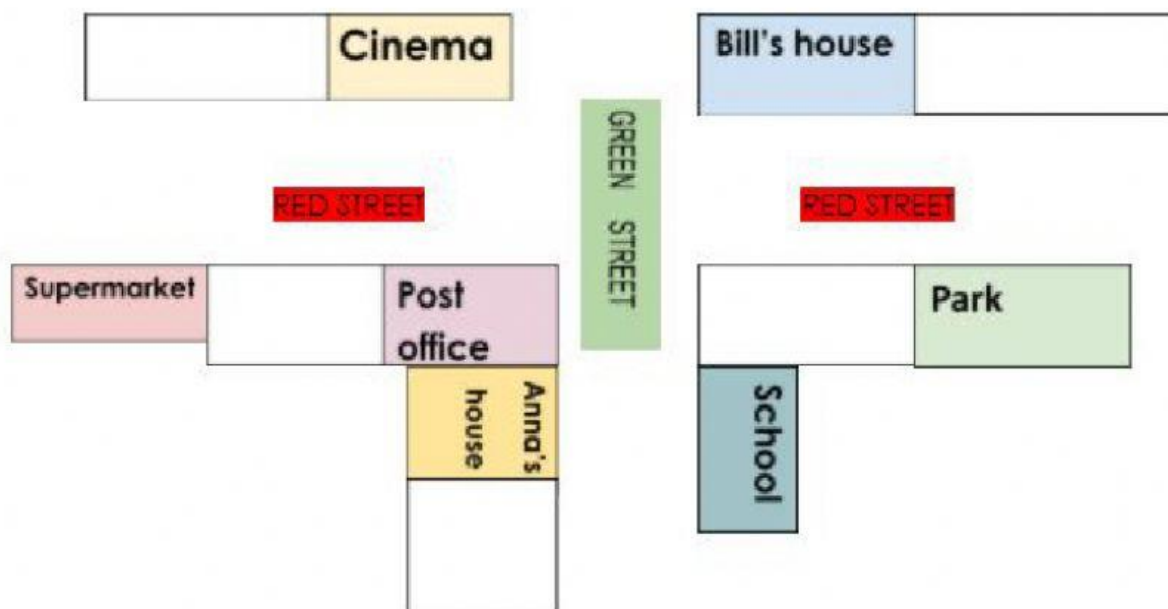 Cinema
Bill's house
GREEN STREET
RED STREET
RED STREET
Supermarket
Post
office
Park
Anna's
house
School